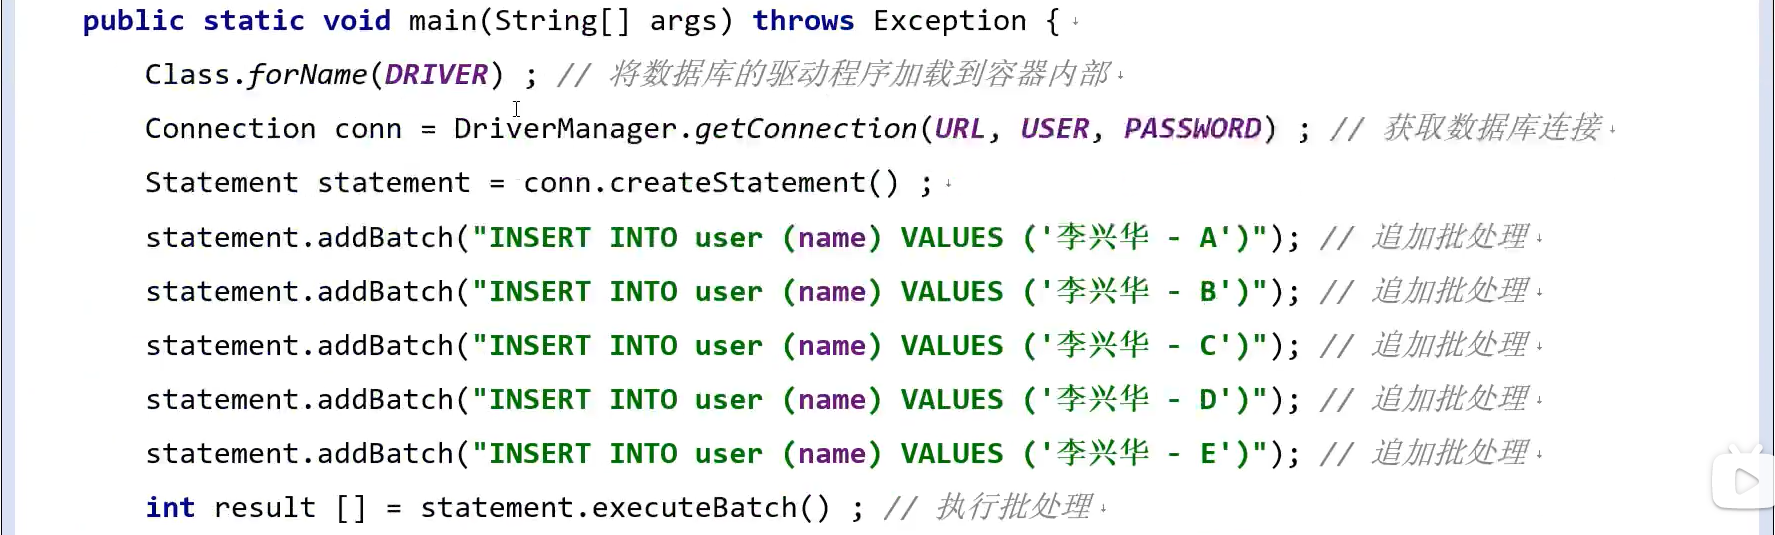 public static void main(String[] args) throws Exception {
Class.forName(DRIVER) ; // 将数据库的驱动程序加载到容器内部
Connection conn = DriverManager.getConnection(URL, USER, PASSWORD) ; // 获取数据库连接
Statement statement = conn.createStatement() ;
statement.addBatch("INSERT INTO user (name) VALUES ('李兴华 - A')"); // 追加批处理
statement.addBatch("INSERT INTO user (name) VALUES ('李兴华 - B')"); // 追加批处理
statement.addBatch("INSERT INTO user (name) VALUES ('李兴华 - C')"); // 追加批处理
statement.addBatch("INSERT INTO user (name) VALUES ('李兴华 - D')"); // 追加批处理
statement.addBatch("INSERT INTO user (name) VALUES ('李兴华 - E')"); // 追加批处理
int result [] = statement.executeBatch() ; // 执行批处理